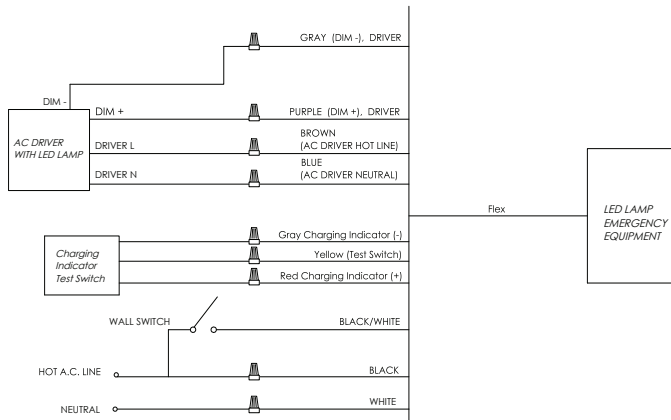 GRAY (DIM -), DRIVER
DIM -
DIM +
PURPLE (DIM +), DRIVER
AC DRIVER
WITH LED LAMP
DRIVER L
BROWN
(AC DRIVER HOT LINE)
DRIVER N
BLUE
(AC DRIVER NEUTRAL)
Flex
LED LAMP
EMERGENCY
EQUIPMENT
Charging
Indicator
Test Switch
Gray Charging Indicator (-)
Yellow (Test Switch)
Red Charging Indicator (+)
WALL SWITCH
BLACK/WHITE
HOT A.C. LINE
BLACK
NEUTRAL
WHITE